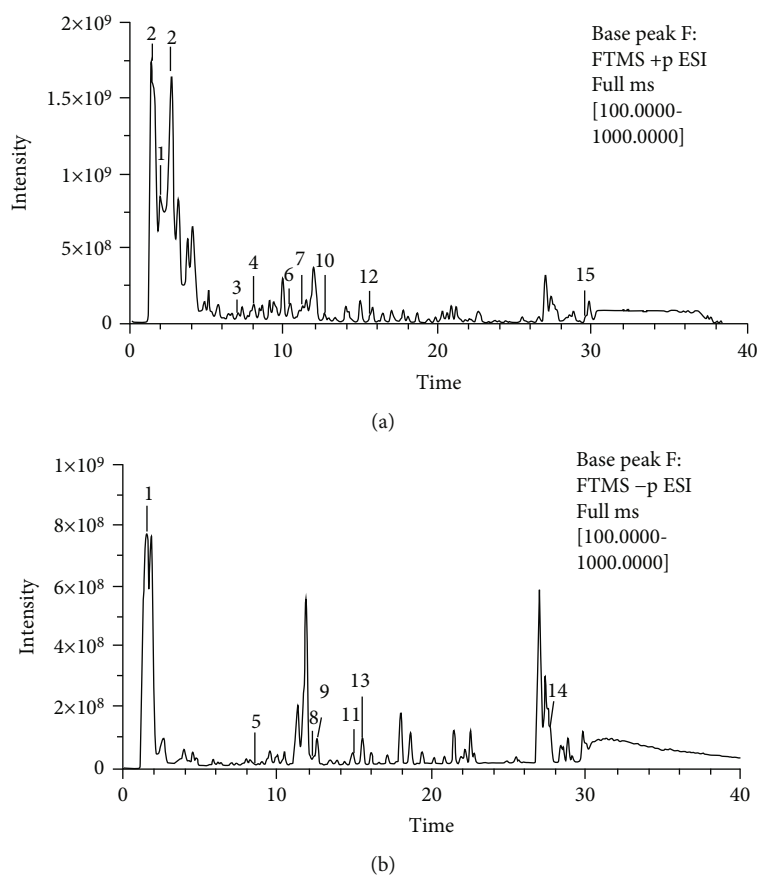 2×10⁹
1.5×10⁹
1×10⁹
5×10⁸
0
Intensity
2 2
1
3
4
6
7
10
12
15
Base peak F:
FTMS +p ESI
Full ms
[100.0000-
1000.0000]
0 10 20 30 40
Time
(a)
1×10⁹
8×10⁸
6×10⁸
4×10⁸
2×10⁸
0
Intensity
1
5
8
9
11
13
14
Base peak F:
FTMS −p ESI
Full ms
[100.0000-
1000.0000]
0 10 20 30 40
Time
(b)